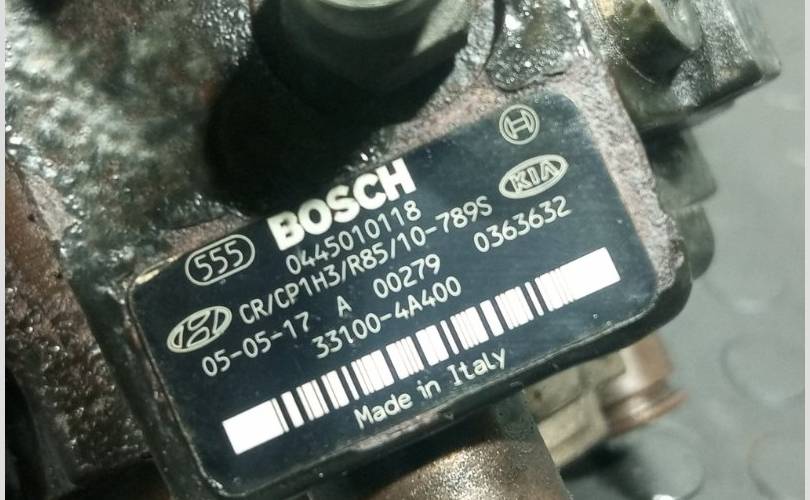 555 BOSCH
0445010118
CR/CP1H3/R85/10-789S KIA
05-05-17 A 00279 0363632
33100-4A400
Made in Italy